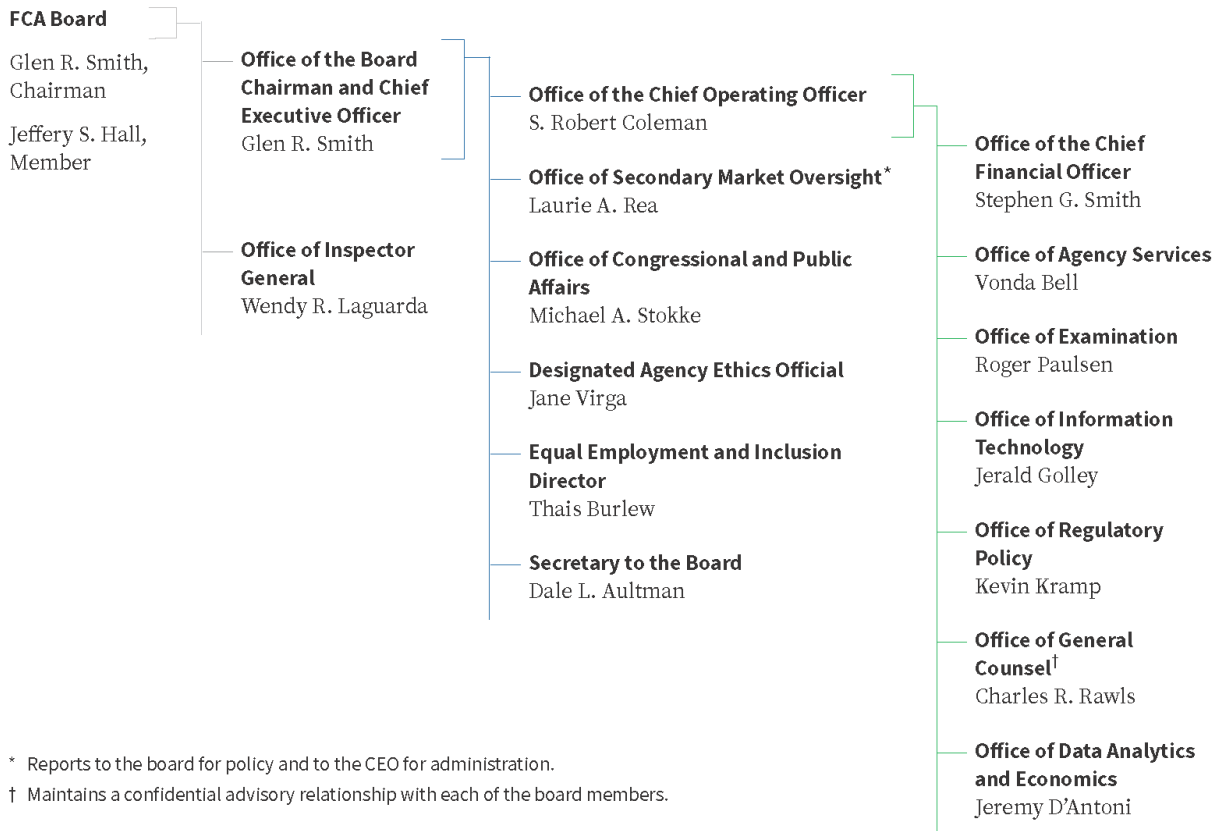 FCA Board
Glen R. Smith,
Chairman
Jeffery S. Hall,
Member
Office of the Board
Chairman and Chief
Executive Officer
Glen R. Smith
Office of Inspector
General
Wendy R. Laguarda
Office of the Chief Operating Officer
S. Robert Coleman
Office of Secondary Market Oversight*
Laurie A. Rea
Office of Congressional and Public
Affairs
Michael A. Stokke
Designated Agency Ethics Official
Jane Virga
Equal Employment and Inclusion
Director
Thais Burlew
Secretary to the Board
Dale L. Aultman
Office of the Chief
Financial Officer
Stephen G. Smith
Office of Agency Services
Vonda Bell
Office of Examination
Roger Paulsen
Office of Information
Technology
Jerald Golley
Office of Regulatory
Policy
Kevin Kramp
Office of General
Counsel†
Charles R. Rawls
Office of Data Analytics
and Economics
Jeremy D’Antoni
* Reports to the board for policy and to the CEO for administration.
† Maintains a confidential advisory relationship with each of the board members.